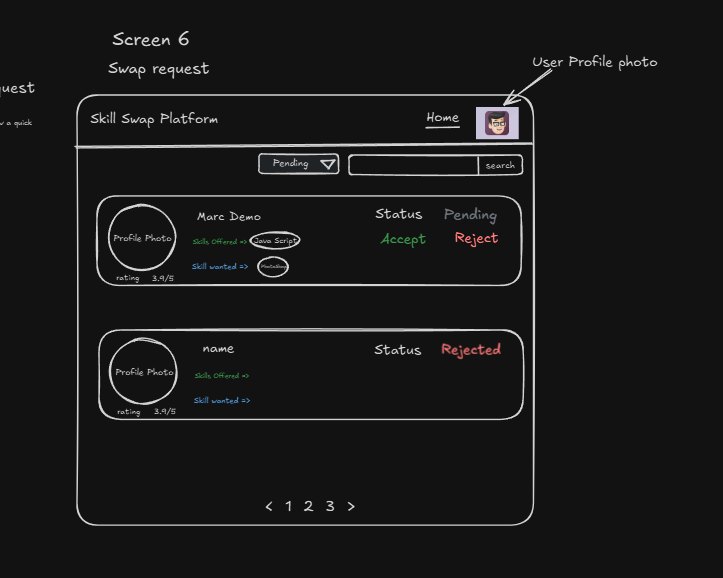 Screen 6
Swap request
User Profile photo
quest
w a quick
Skill Swap Platform
Home
Pending
search
Marc Demo
Status
Pending
Profile Photo
Skills Offered =>
Java Script
Accept
Reject
Skill wanted =>
Photoshop
rating 3.9/5
name
Status
Rejected
Profile Photo
Skills Offered =>
Skill wanted =>
rating 3.9/5
< 1 2 3 >